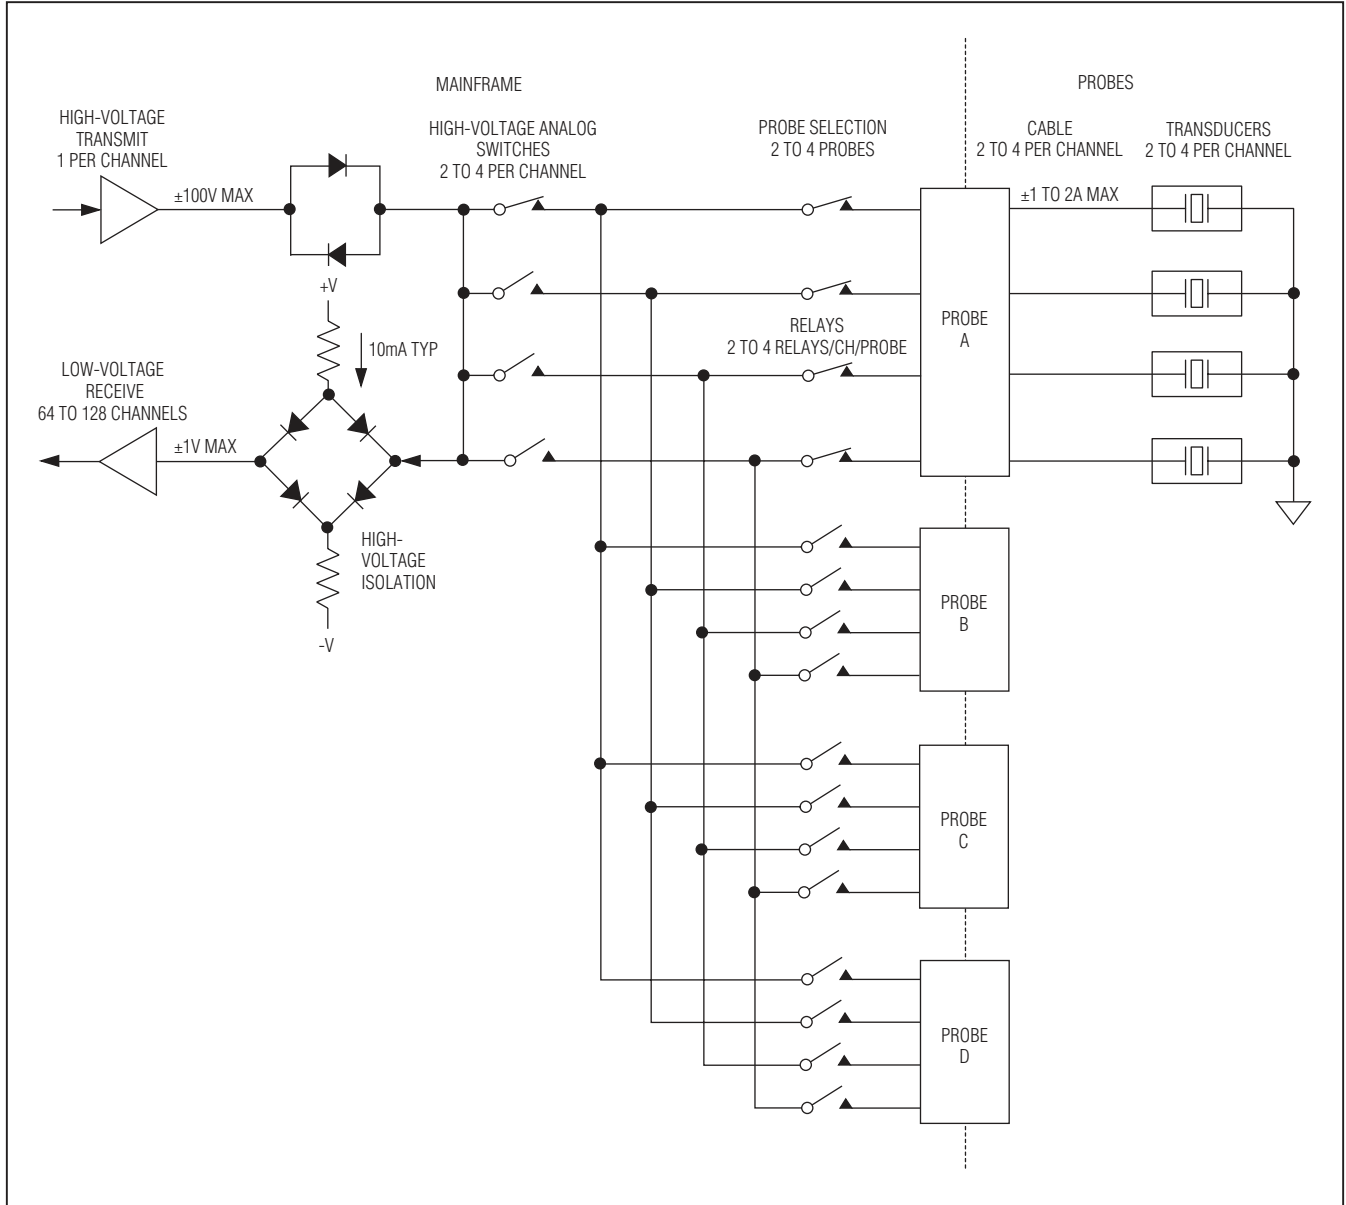 MAINFRAME
PROBES
HIGH-VOLTAGE
TRANSMIT
1 PER CHANNEL
HIGH-VOLTAGE ANALOG
SWITCHES
2 TO 4 PER CHANNEL
PROBE SELECTION
2 TO 4 PROBES
CABLE
2 TO 4 PER CHANNEL
TRANSDUCERS
2 TO 4 PER CHANNEL
±100V MAX
±1 TO 2A MAX
+V
10mA TYP
RELAYS
2 TO 4 RELAYS/CH/PROBE
PROBE
A
LOW-VOLTAGE
RECEIVE
64 TO 128 CHANNELS
±1V MAX
HIGH-
VOLTAGE
ISOLATION
-V
PROBE
B
PROBE
C
PROBE
D